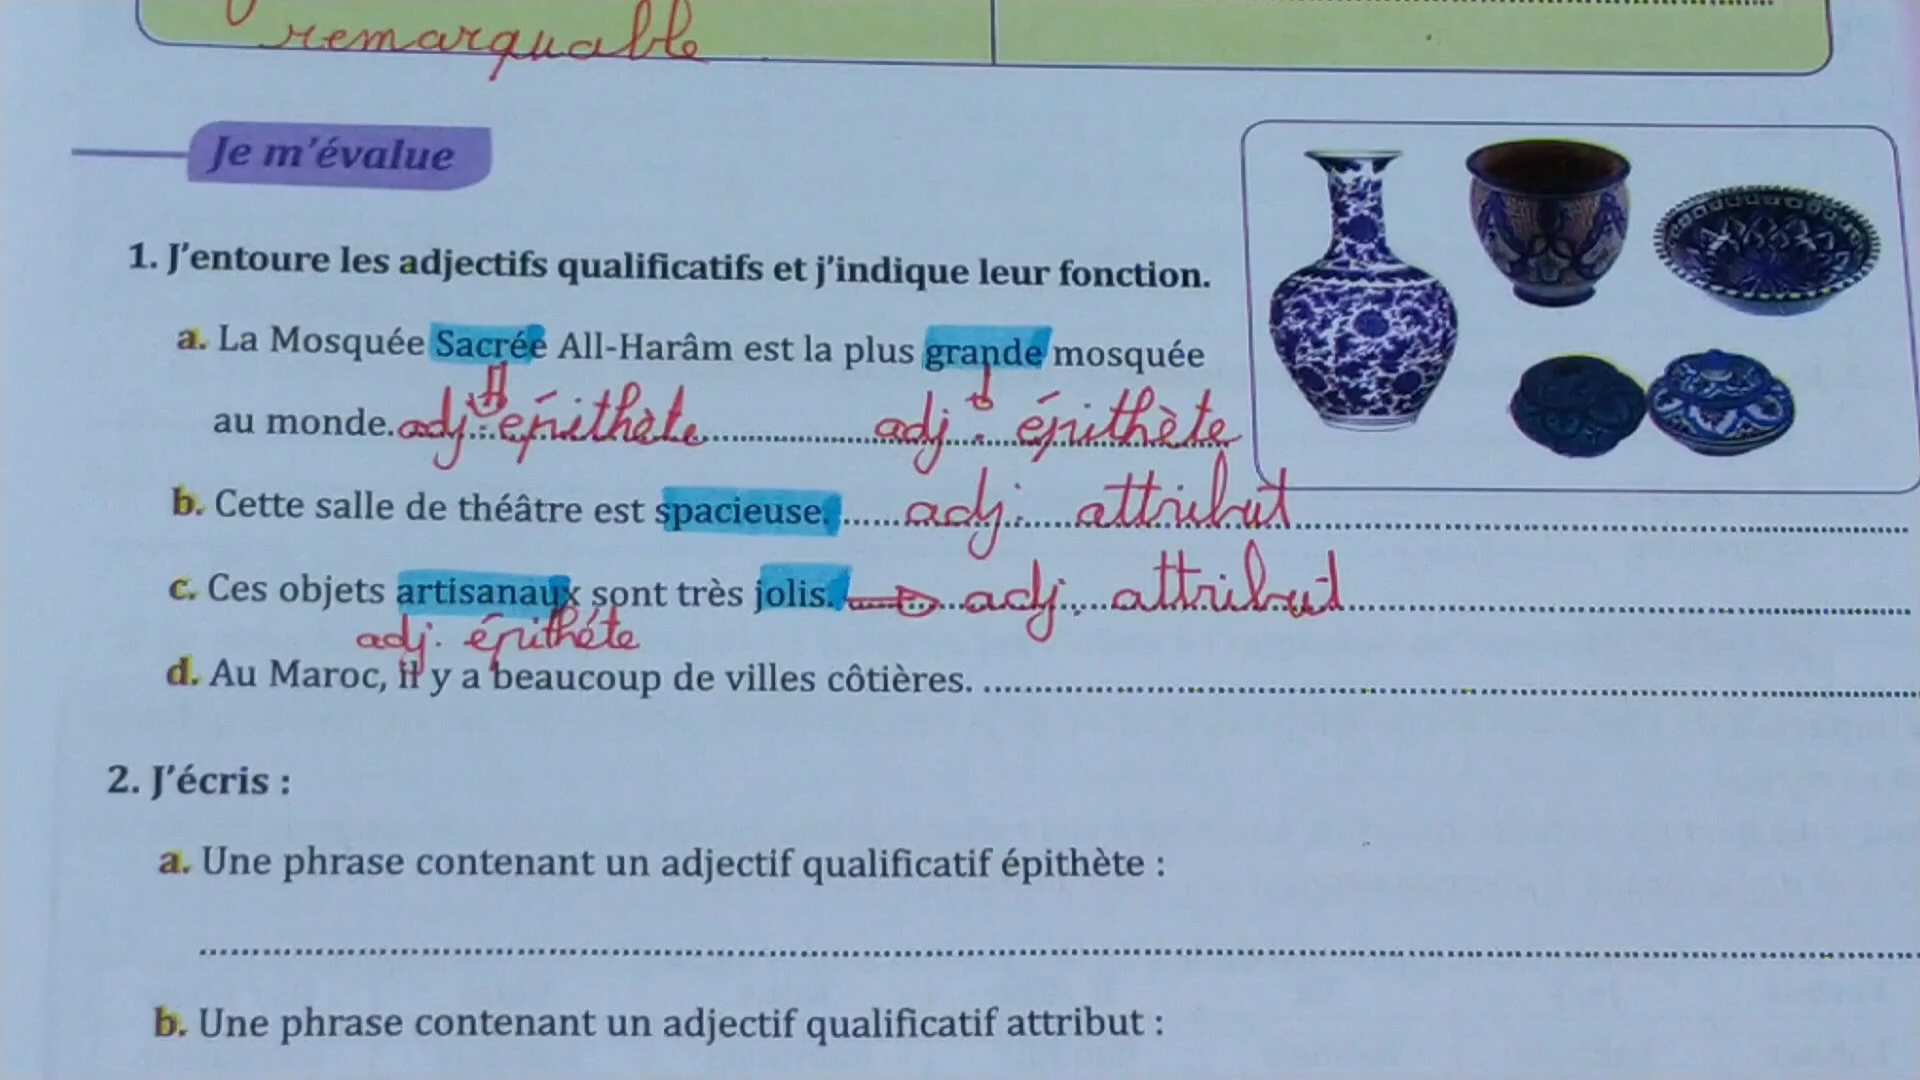 remarquable
Je m'évalue
1. J'entoure les adjectifs qualificatifs et j'indique leur fonction.
a. La Mosquée Sacrée All-Harâm est la plus grande mosquée
au monde. adj. épithète adj. épithète
b. Cette salle de théâtre est spacieuse. adj. attribut
c. Ces objets artisanaux sont très jolis. adj. attribut
adj. épithéte
d. Au Maroc, il y a beaucoup de villes côtières.
2. J'écris :
a. Une phrase contenant un adjectif qualificatif épithète :
b. Une phrase contenant un adjectif qualificatif attribut :